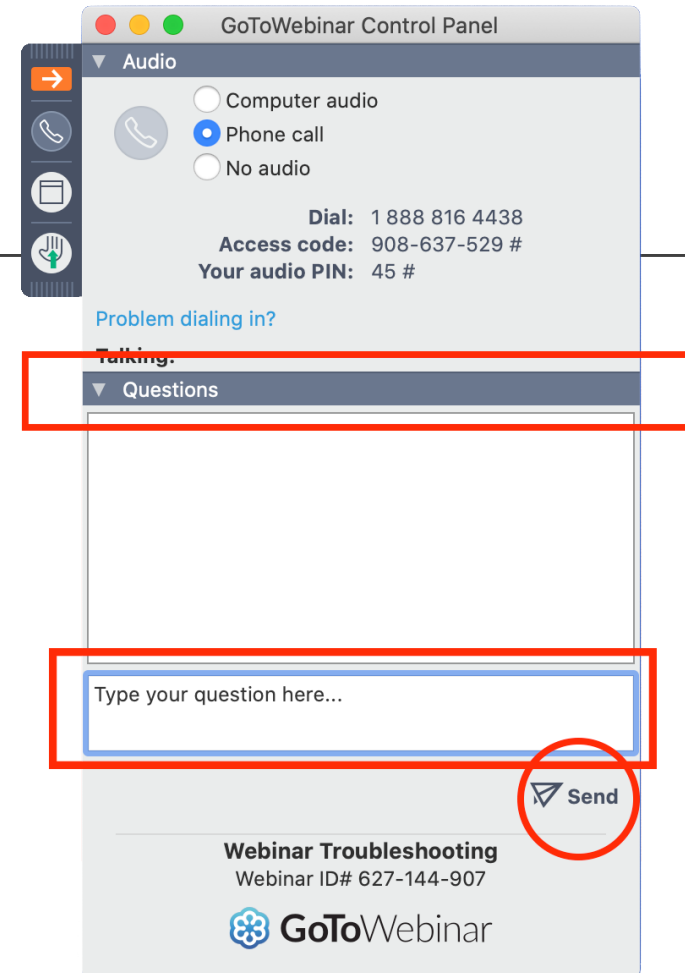 GoToWebinar Control Panel
Audio
Computer audio
Phone call
No audio
Dial: 1 888 816 4438
Access code: 908-637-529 #
Your audio PIN: 45 #
Problem dialing in?
Talking:
Questions
Type your question here...
Send
Webinar Troubleshooting
Webinar ID# 627-144-907
GoToWebinar